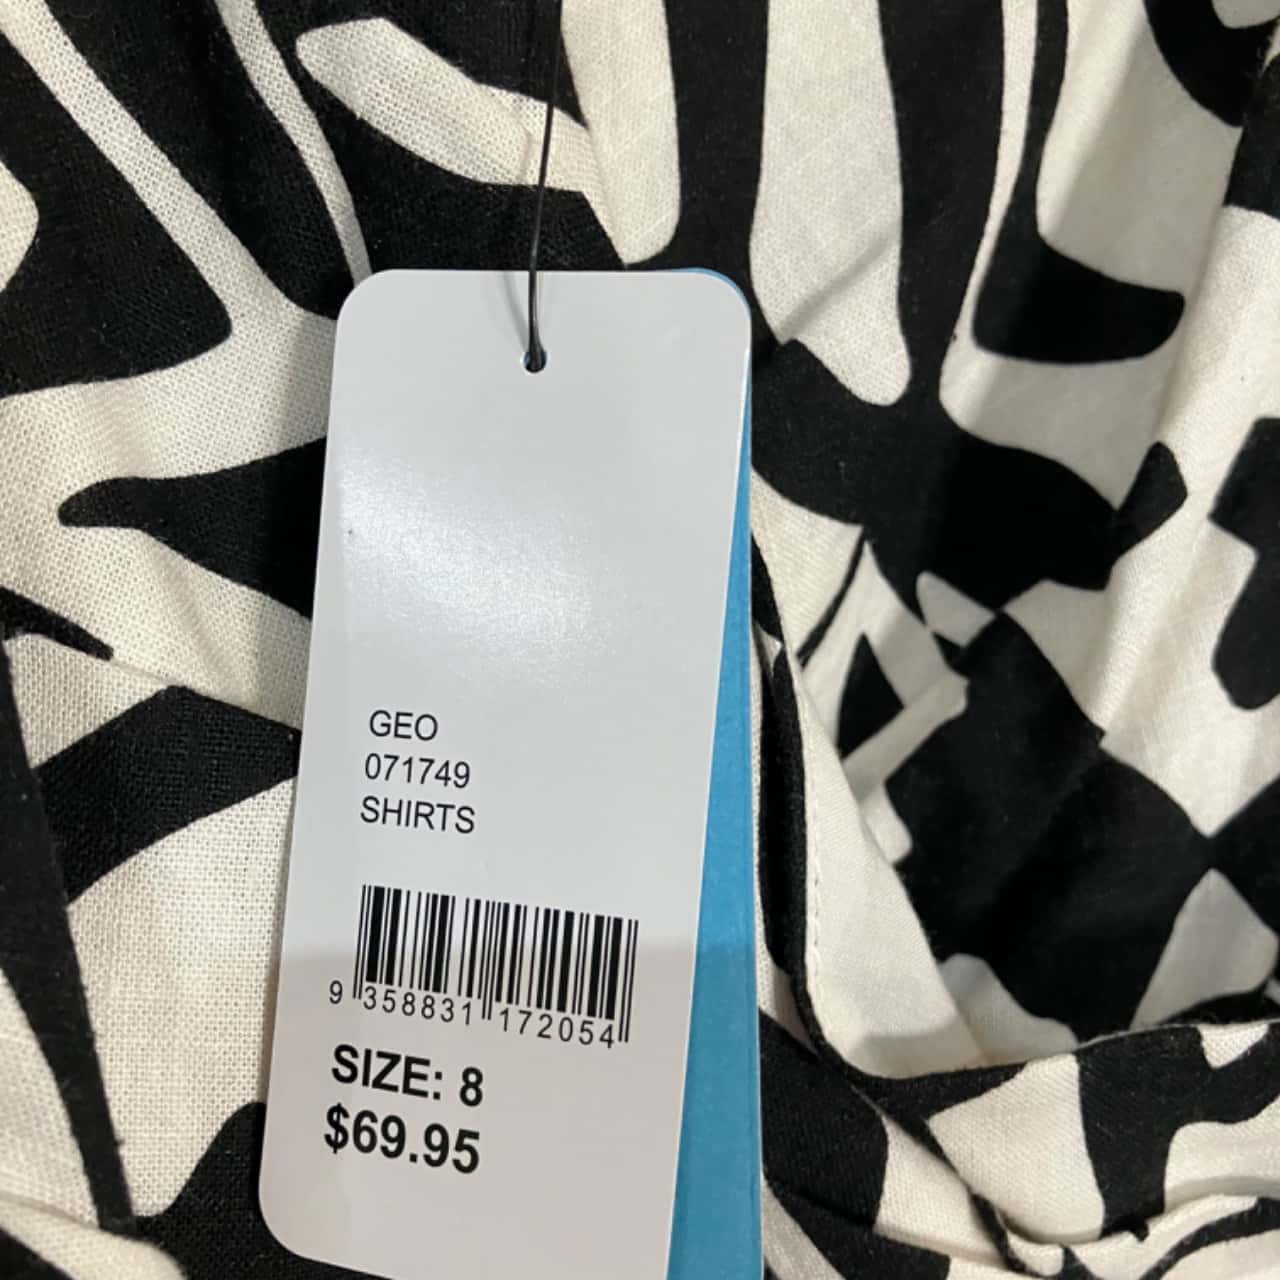 GEO
071749
SHIRTS
9 358831 172054
SIZE: 8
$69.95